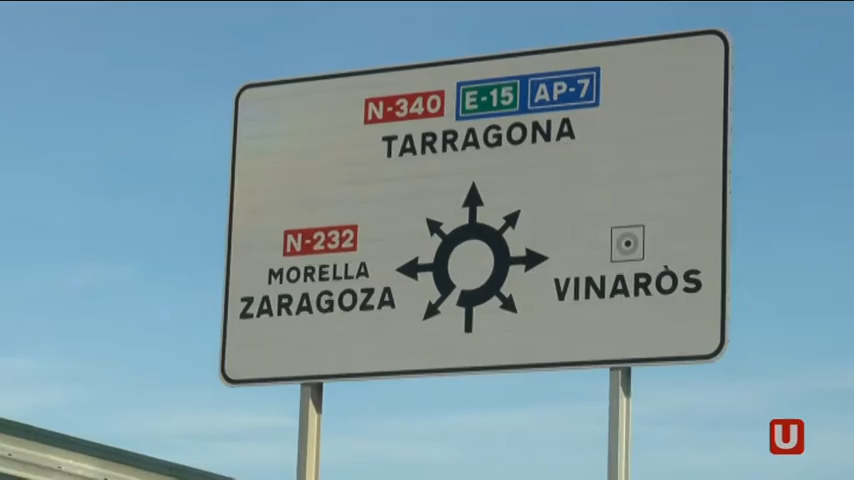 N-340 E-15 AP-7
TARRAGONA
N-232
MORELLA
ZARAGOZA
VINARÒS
U